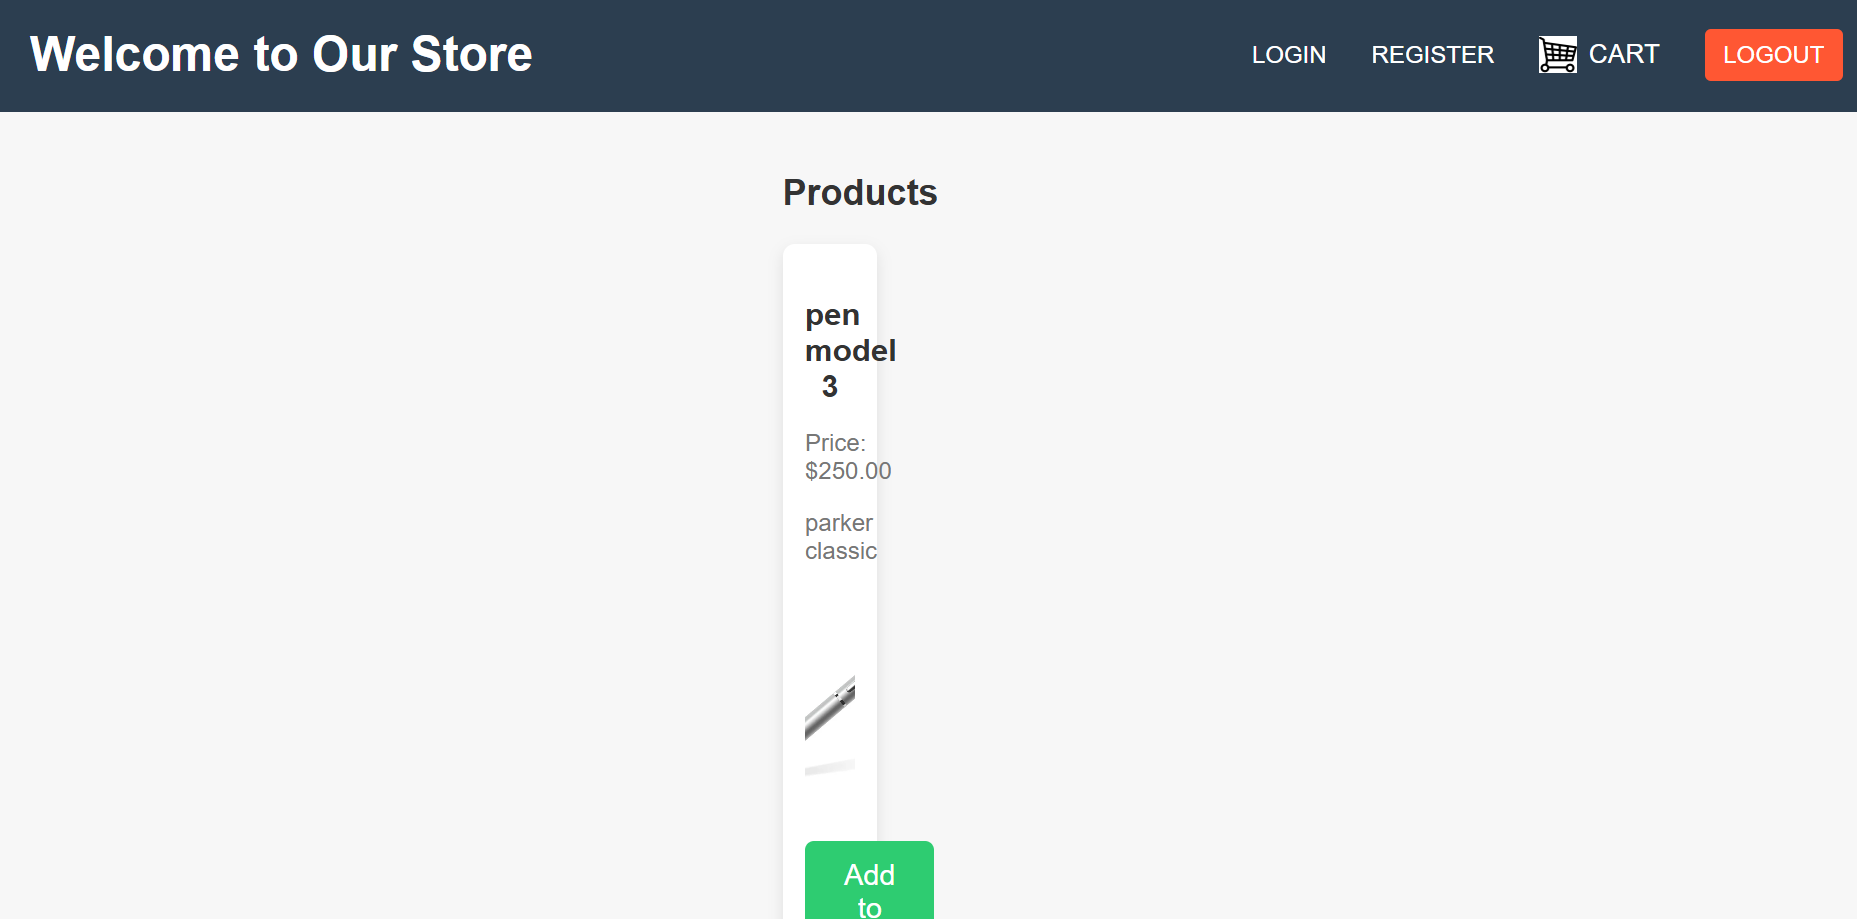 Welcome to Our Store
LOGIN REGISTER CART LOGOUT
Products
pen
model
3
Price:
$250.00
parker
classic
Add
to